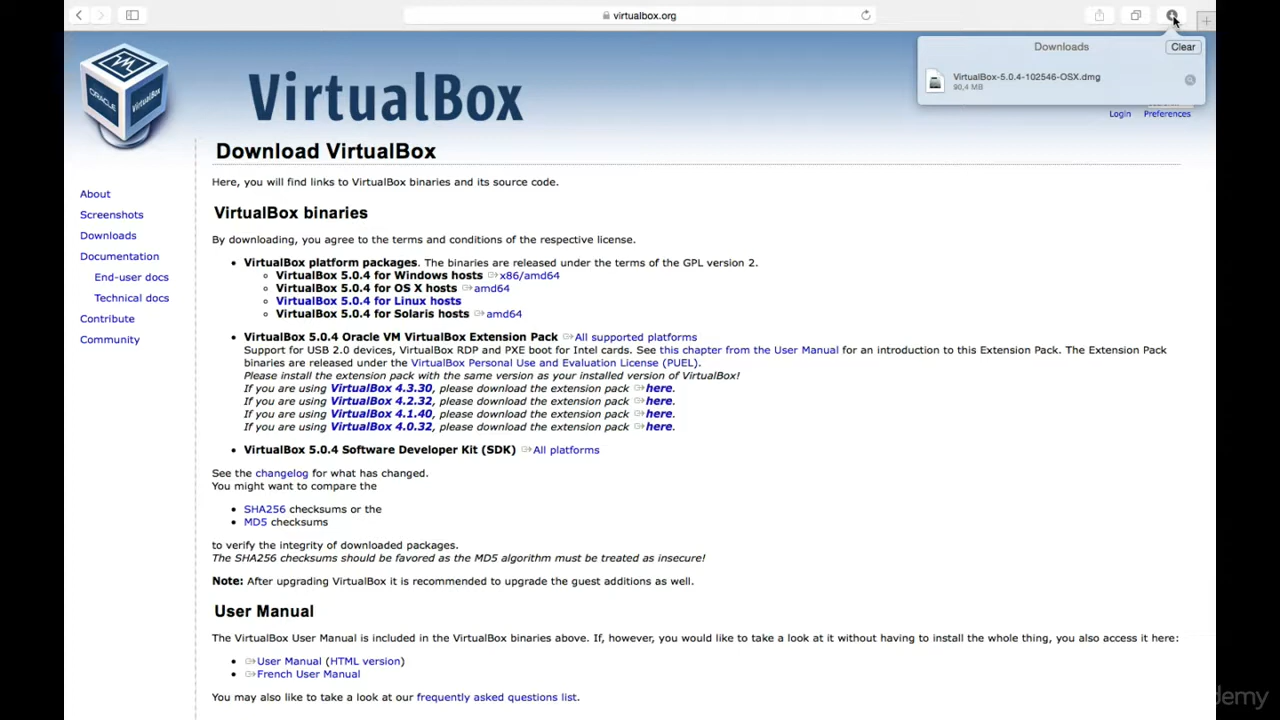 virtualbox.org
Downloads
Clear
VirtualBox-5.0.4-102546-OSX.dmg
90,4 MB
ORACLE
VirtualBox
VirtualBox
Login
Preferences
Download VirtualBox
Here, you will find links to VirtualBox binaries and its source code.
About
Screenshots
Downloads
Documentation
End-user docs
Technical docs
Contribute
Community
VirtualBox binaries
By downloading, you agree to the terms and conditions of the respective license.
• VirtualBox platform packages. The binaries are released under the terms of the GPL version 2.
VirtualBox 5.0.4 for Windows hosts x86/amd64
VirtualBox 5.0.4 for OS X hosts amd64
VirtualBox 5.0.4 for Linux hosts
VirtualBox 5.0.4 for Solaris hosts amd64
• VirtualBox 5.0.4 Oracle VM VirtualBox Extension Pack All supported platforms
Support for USB 2.0 devices, VirtualBox RDP and PXE boot for Intel cards. See this chapter from the User Manual for an introduction to this Extension Pack. The Extension Pack
binaries are released under the VirtualBox Personal Use and Evaluation License (PUEL).
Please install the extension pack with the same version as your installed version of VirtualBox!
If you are using VirtualBox 4.3.30, please download the extension pack here.
If you are using VirtualBox 4.2.32, please download the extension pack here.
If you are using VirtualBox 4.1.40, please download the extension pack here.
If you are using VirtualBox 4.0.32, please download the extension pack here.
• VirtualBox 5.0.4 Software Developer Kit (SDK) All platforms
See the changelog for what has changed.
You might want to compare the
• SHA256 checksums or the
• MD5 checksums
to verify the integrity of downloaded packages.
The SHA256 checksums should be favored as the MD5 algorithm must be treated as insecure!
Note: After upgrading VirtualBox it is recommended to upgrade the guest additions as well.
User Manual
The VirtualBox User Manual is included in the VirtualBox binaries above. If, however, you would like to take a look at it without having to install the whole thing, you also access it here:
• User Manual (HTML version)
• French User Manual
You may also like to take a look at our frequently asked questions list.
demy